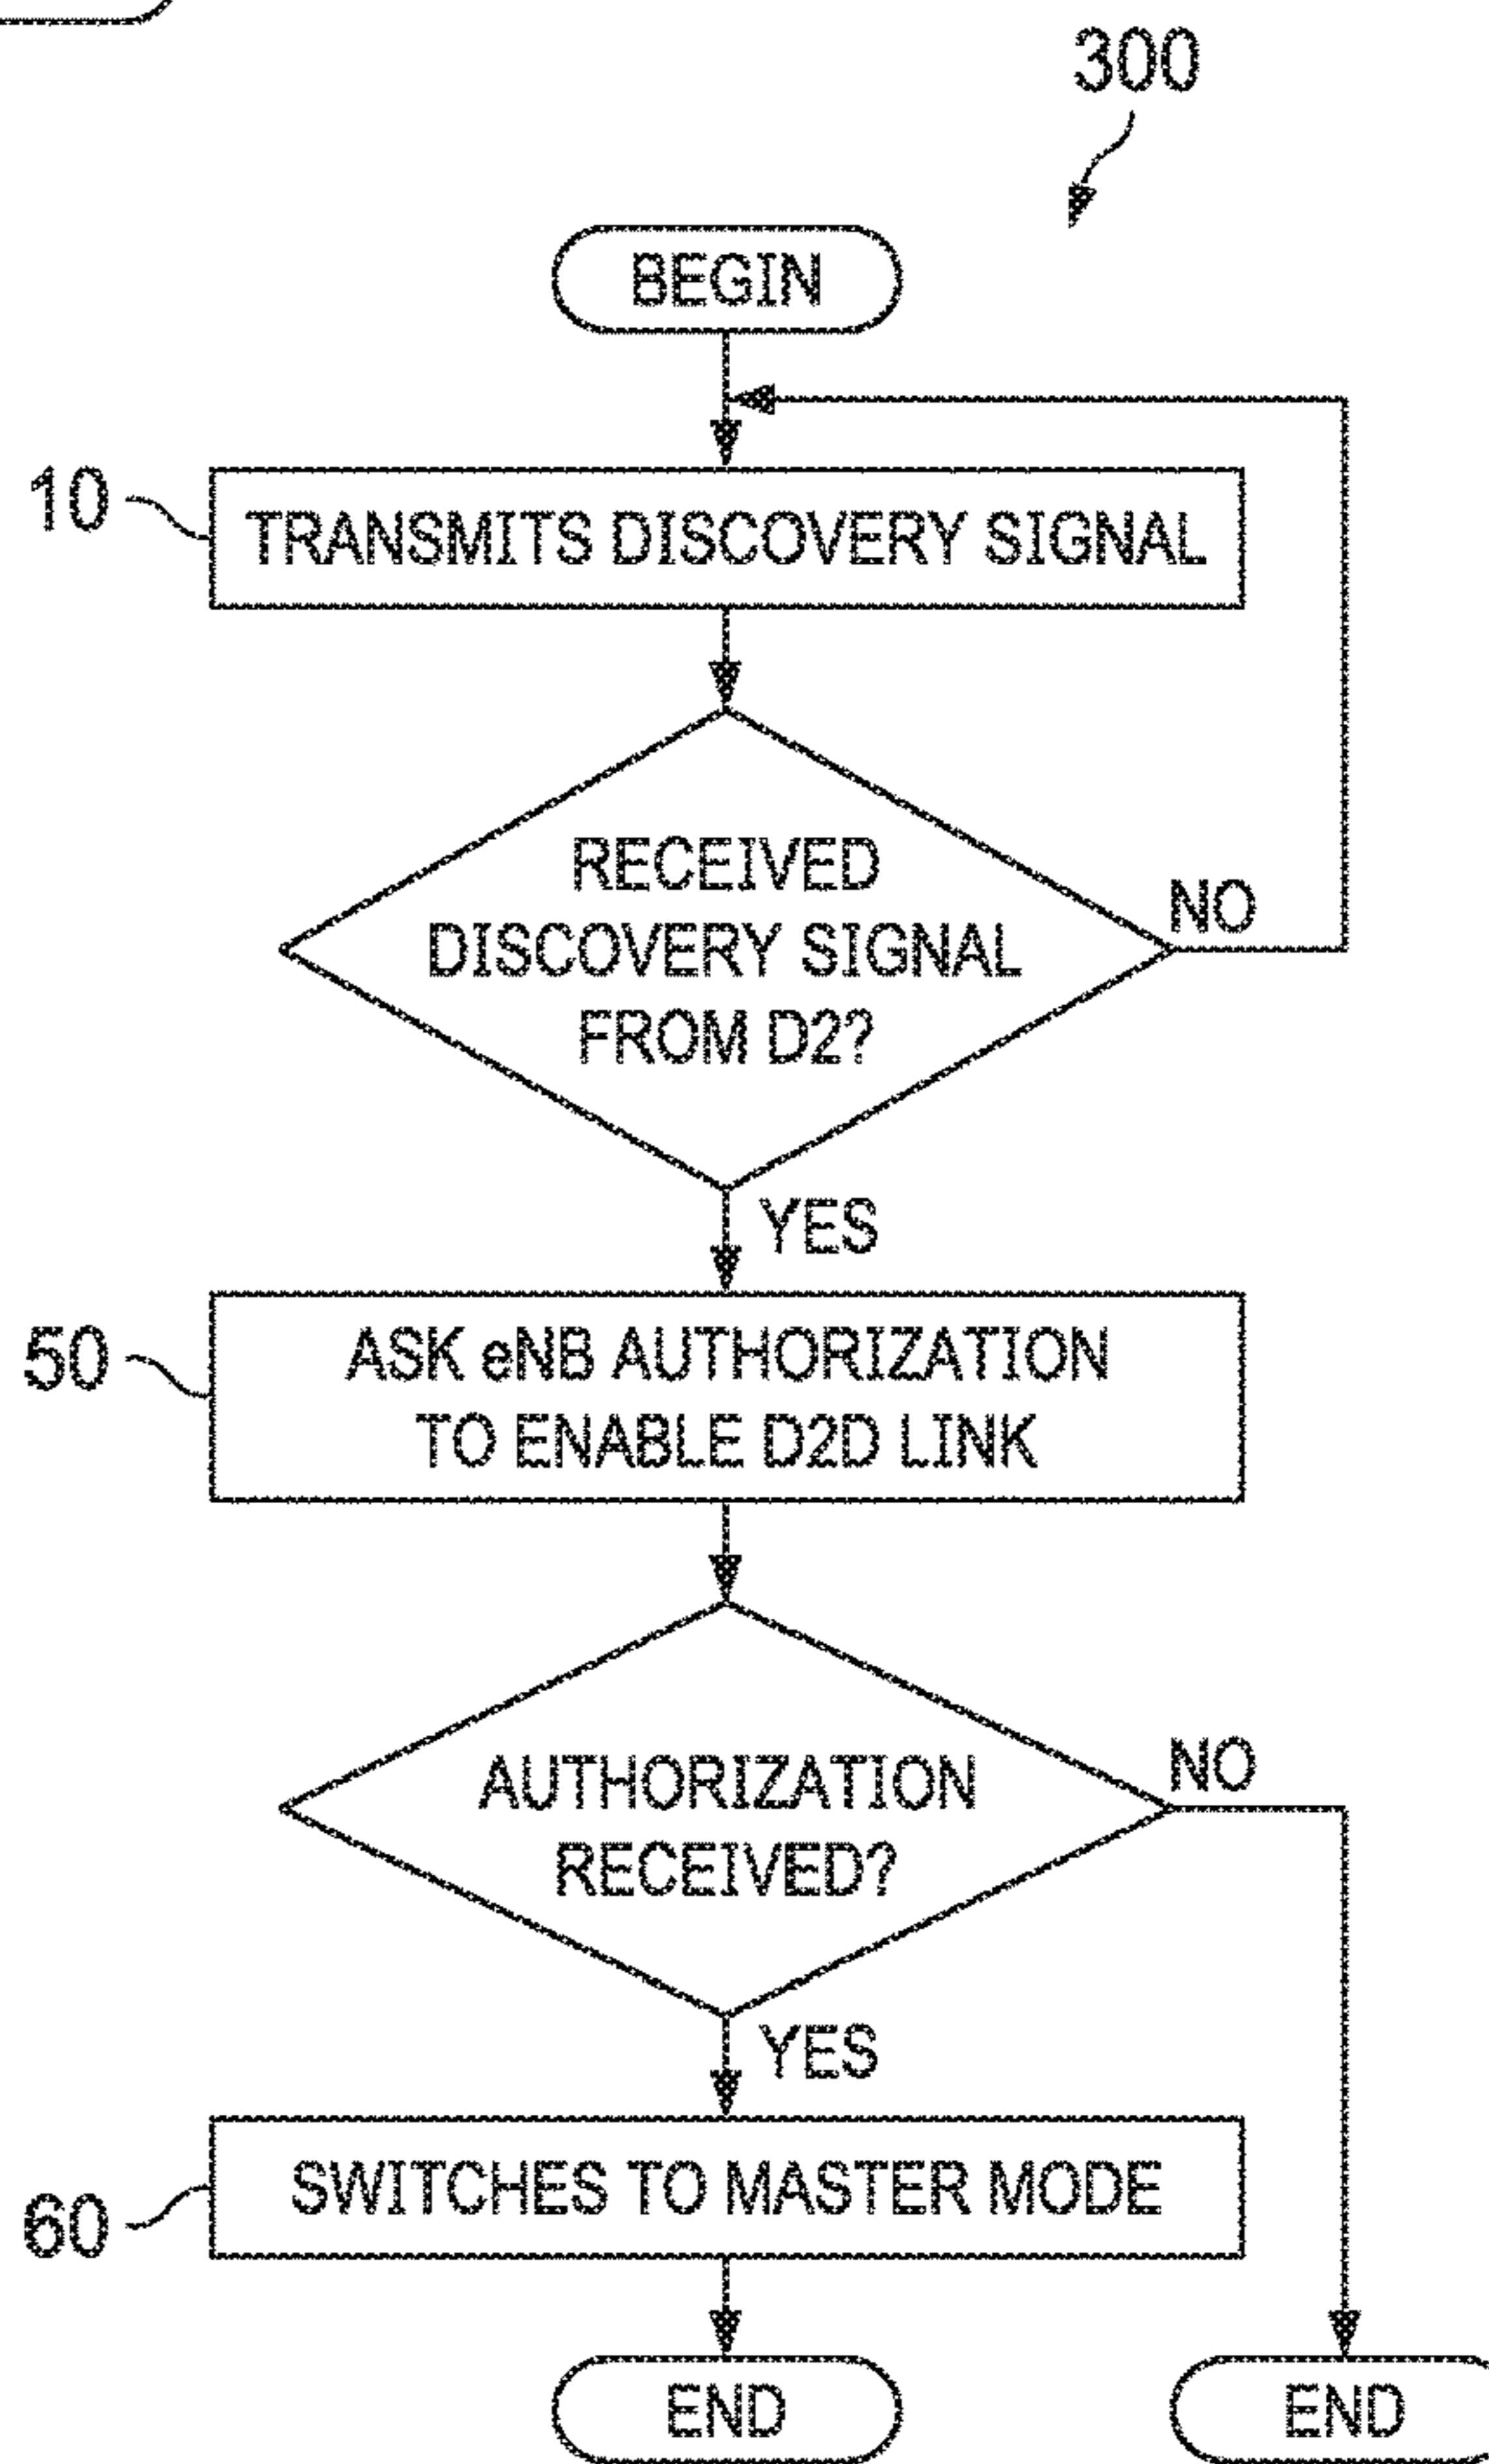 300
BEGIN
10
TRANSMITS DISCOVERY SIGNAL
RECEIVED
DISCOVERY SIGNAL
FROM D2?
NO
YES
50
ASK eNB AUTHORIZATION
TO ENABLE D2D LINK
AUTHORIZATION
RECEIVED?
NO
YES
60
SWITCHES TO MASTER MODE
END
END